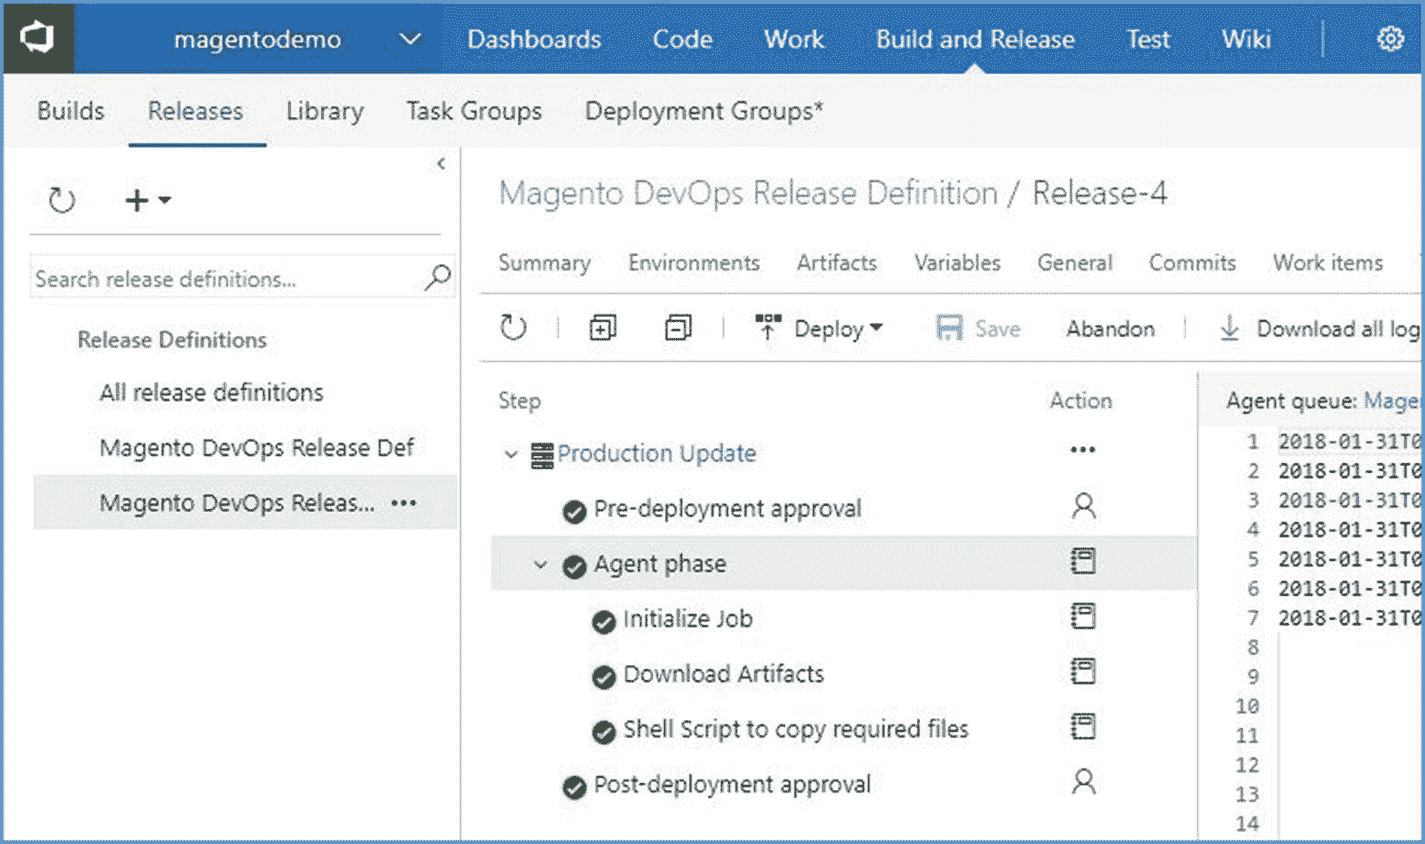 magentodemo Dashboards Code Work Build and Release Test Wiki
Builds Releases Library Task Groups Deployment Groups*
Search release definitions...
Release Definitions
All release definitions
Magento DevOps Release Def
Magento DevOps Releas... •••
Magento DevOps Release Definition / Release-4
Summary Environments Artifacts Variables General Commits Work items
Deploy Save Abandon Download all log
Step Action
Production Update •••
Pre-deployment approval
Agent phase
Initialize Job
Download Artifacts
Shell Script to copy required files
Post-deployment approval
Agent queue: Mage
1 2018-01-31T0
2 2018-01-31T0
3 2018-01-31T0
4 2018-01-31T0
5 2018-01-31T0
6 2018-01-31T0
7 2018-01-31T0
8
9
10
11
12
13
14